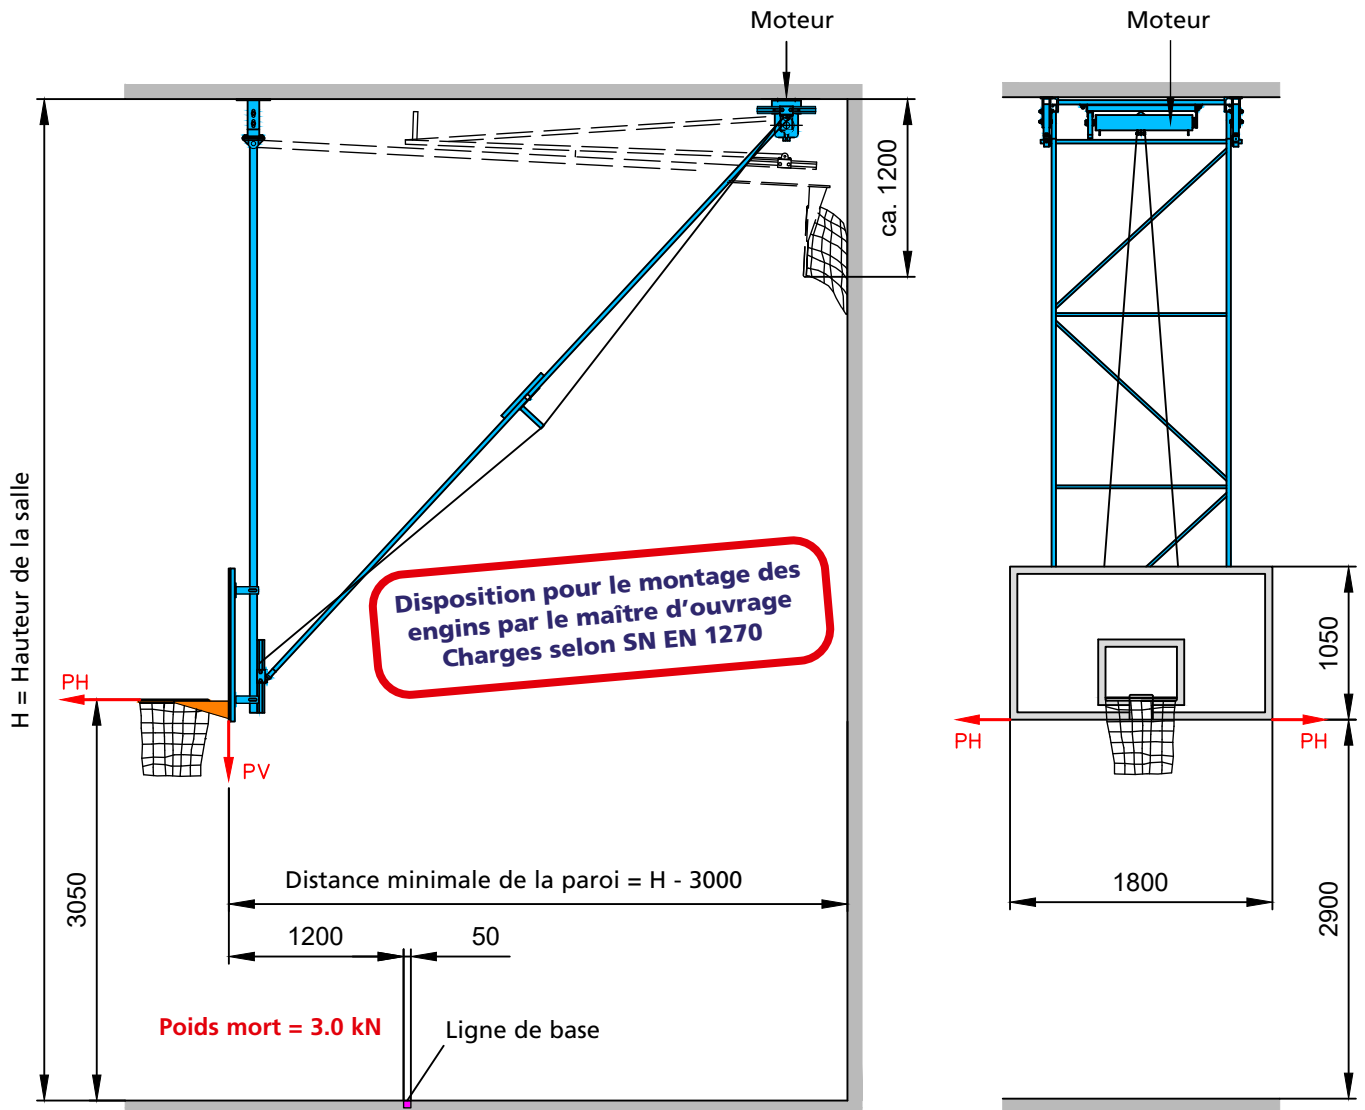 Moteur
Moteur
ca. 1200
H = Hauteur de la salle
Disposition pour le montage des
engins par le maître d’ouvrage
Charges selon SN EN 1270
PH
PV
1050
PH
PH
3050
Distance minimale de la paroi = H - 3000
1800
2900
1200
50
Poids mort = 3.0 kN
Ligne de base